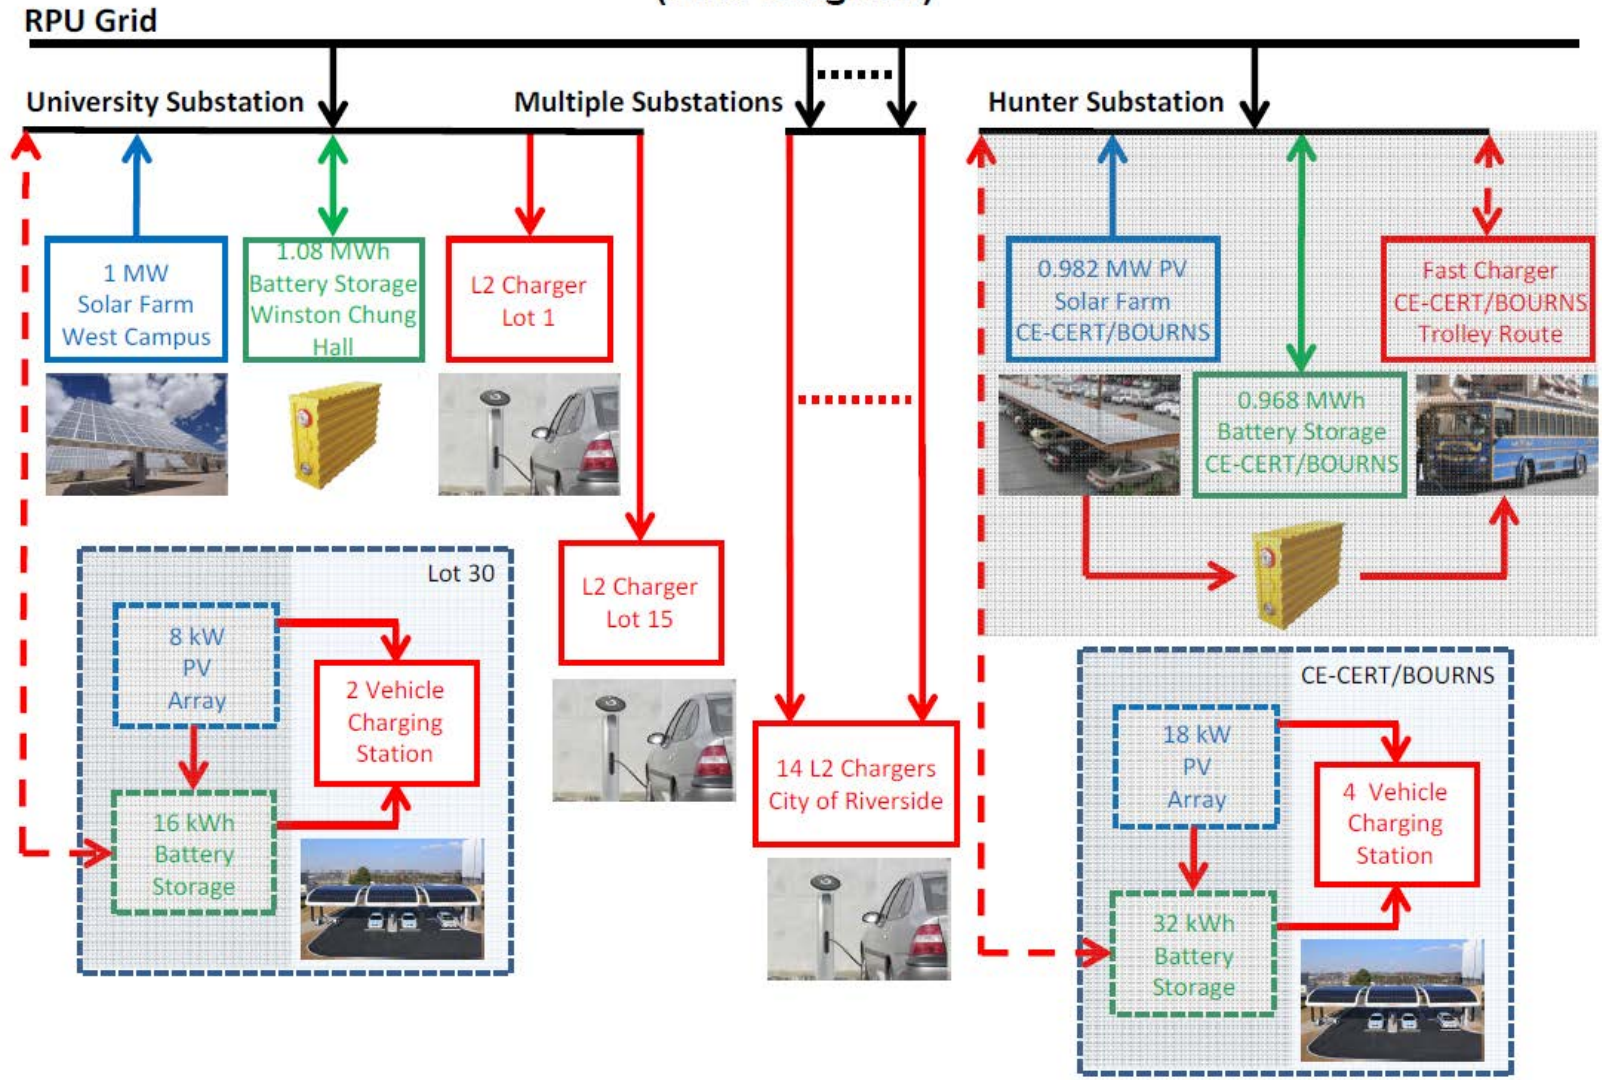 RPU Grid
University Substation
Multiple Substations
Hunter Substation
1 MW
Solar Farm
West Campus
1.08 MWh
Battery Storage
Winston Chung
Hall
L2 Charger
Lot 1
0.982 MW PV
Solar Farm
CE-CERT/BOURNS
Fast Charger
CE-CERT/BOURNS
Trolley Route
0.968 MWh
Battery Storage
CE-CERT/BOURNS
Lot 30
8 kW
PV
Array
2 Vehicle
Charging
Station
16 kWh
Battery
Storage
L2 Charger
Lot 15
14 L2 Chargers
City of Riverside
CE-CERT/BOURNS
18 kW
PV
Array
4 Vehicle
Charging
Station
32 kWh
Battery
Storage